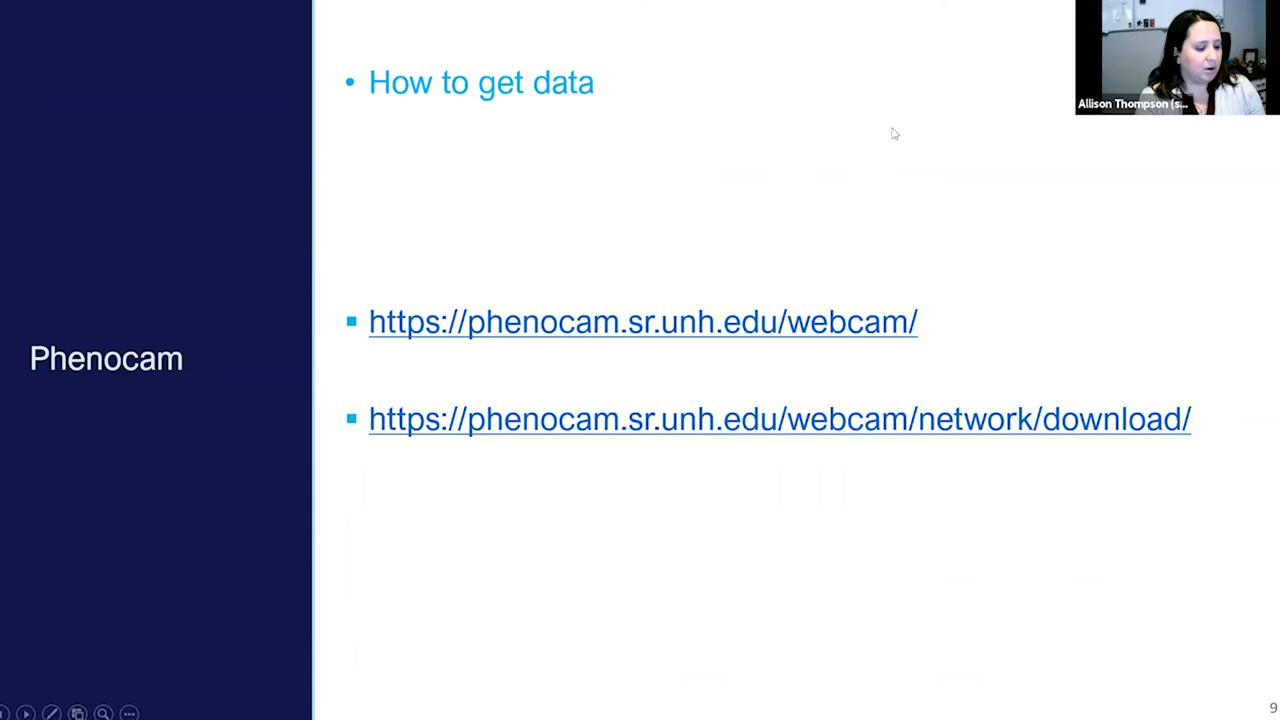 How to get data
Allison Thompson (s...
https://phenocam.sr.unh.edu/webcam/
Phenocam
https://phenocam.sr.unh.edu/webcam/network/download/
9